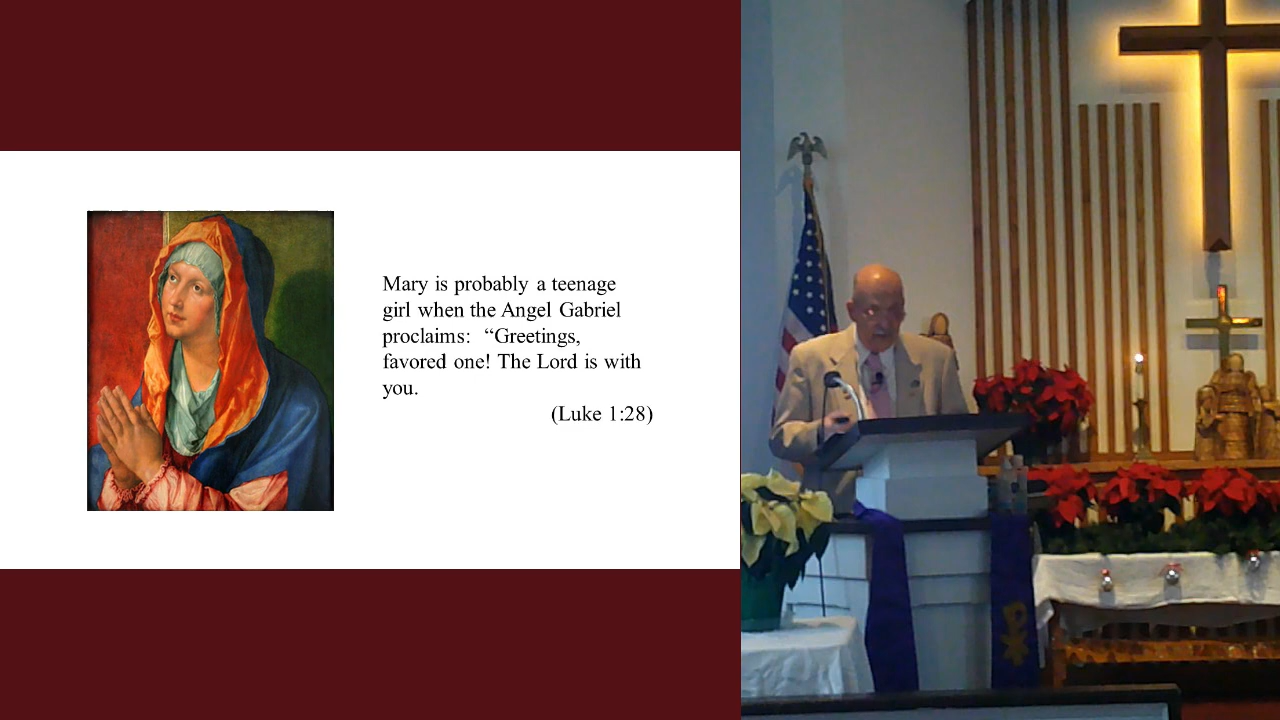 Mary is probably a teenage
girl when the Angel Gabriel
proclaims:  “Greetings,
favored one! The Lord is with
you.
(Luke 1:28)